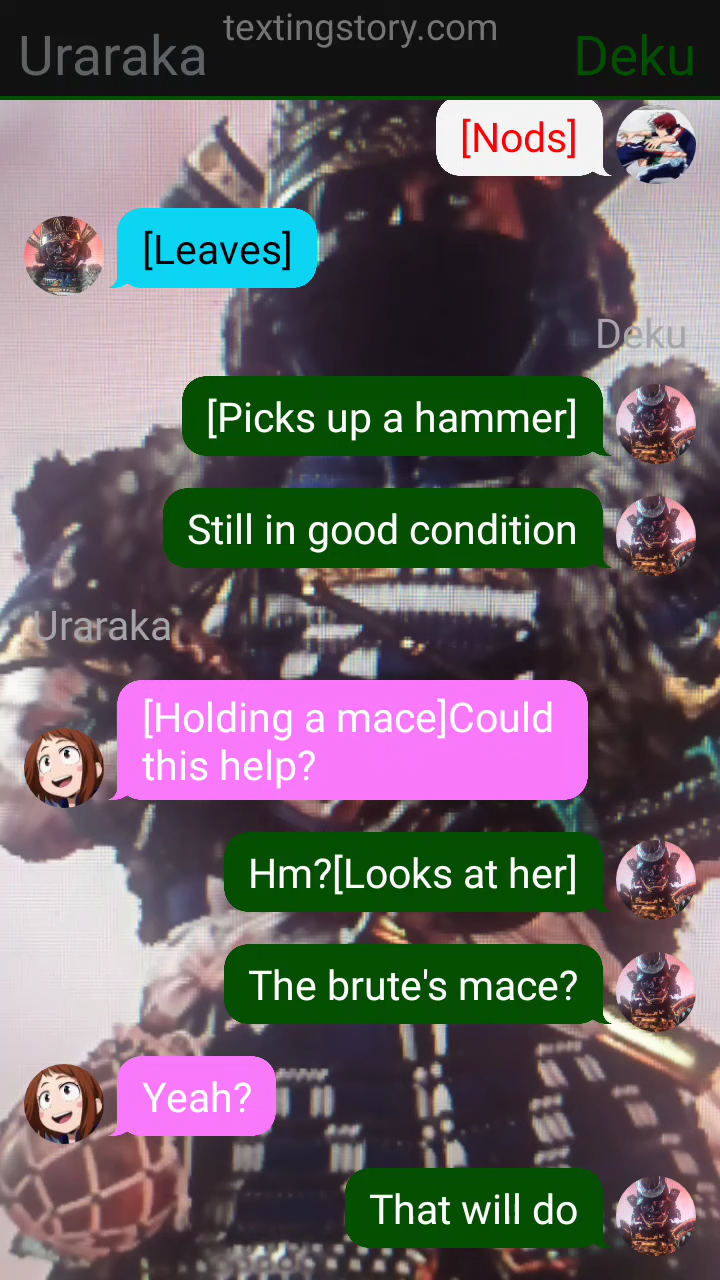 textingstory.com
Uraraka
Deku
[Nods]
[Leaves]
Deku
[Picks up a hammer]
Still in good condition
Uraraka
[Holding a mace]Could
this help?
Hm?[Looks at her]
The brute's mace?
Yeah?
That will do